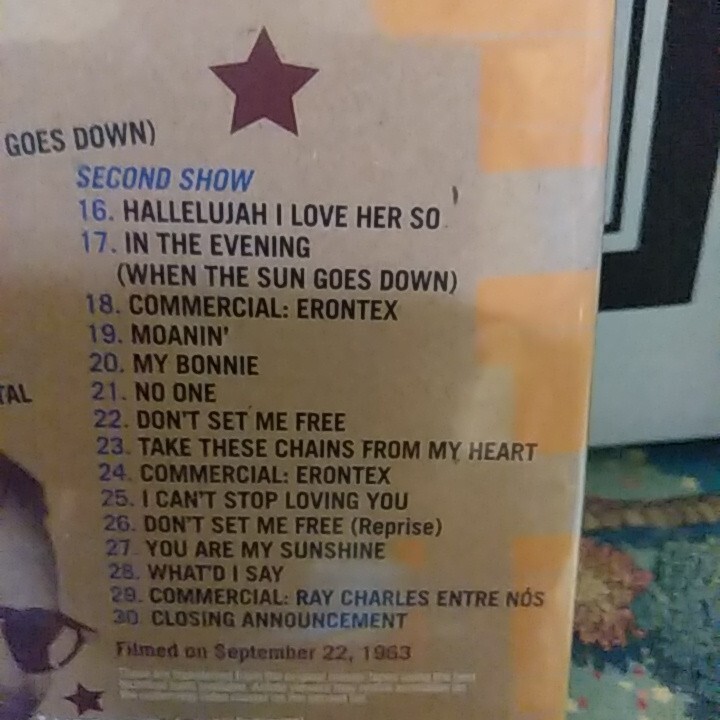 GOES DOWN)
SECOND SHOW
16. HALLELUJAH I LOVE HER SO
17. IN THE EVENING
(WHEN THE SUN GOES DOWN)
18. COMMERCIAL: ERONTEX
19. MOANIN'
20. MY BONNIE
TAL
21. NO ONE
22. DON'T SET ME FREE
23. TAKE THESE CHAINS FROM MY HEART
24. COMMERCIAL: ERONTEX
25. I CAN'T STOP LOVING YOU
26. DON'T SET ME FREE (Reprise)
27. YOU ARE MY SUNSHINE
28. WHAT'D I SAY
29. COMMERCIAL: RAY CHARLES ENTRE NÓS
30. CLOSING ANNOUNCEMENT
Filmed on September 22, 1963